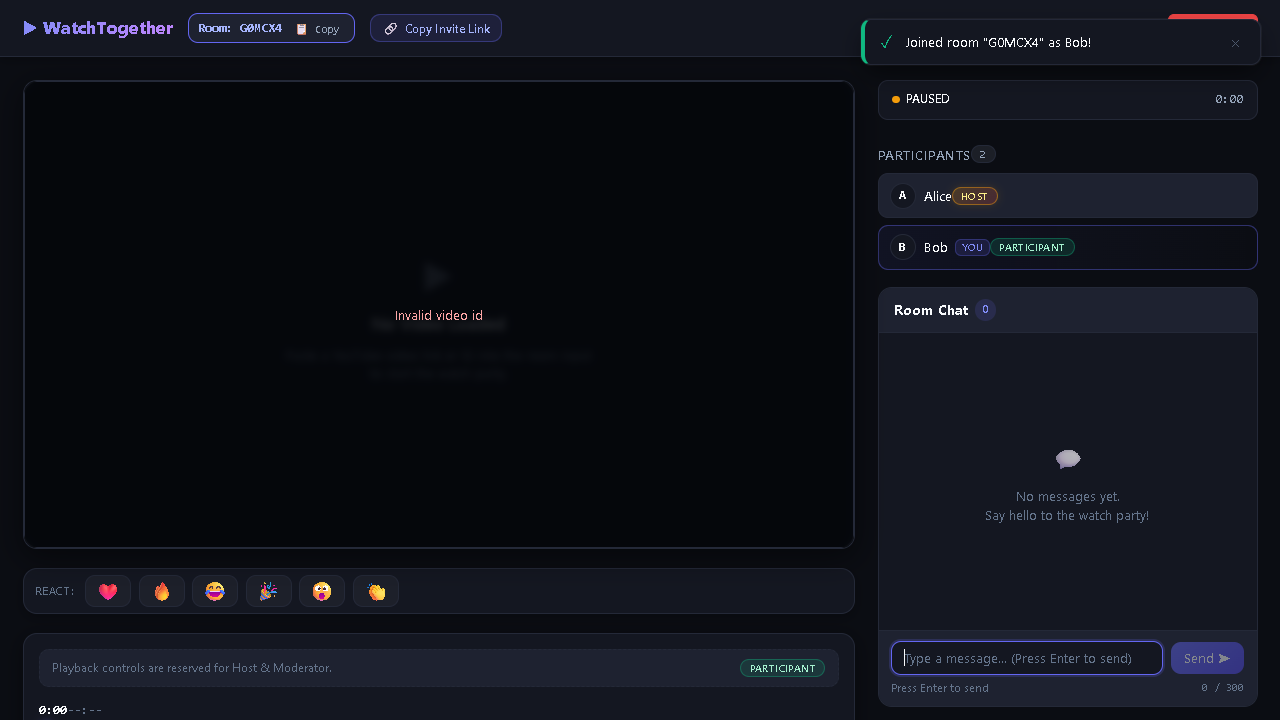 WatchTogether
Room: G0MCX4 Copy
Copy Invite Link
Joined room "G0MCX4" as Bob!
PAUSED 0:00
PARTICIPANTS 2
A Alice HOST
B Bob YOU PARTICIPANT
Invalid video id
Room Chat 0
No messages yet.
Say hello to the watch party!
REACT:
Playback controls are reserved for Host & Moderator. PARTICIPANT
0:00 --:--
Type a message... (Press Enter to send) Send
Press Enter to send 0 / 300